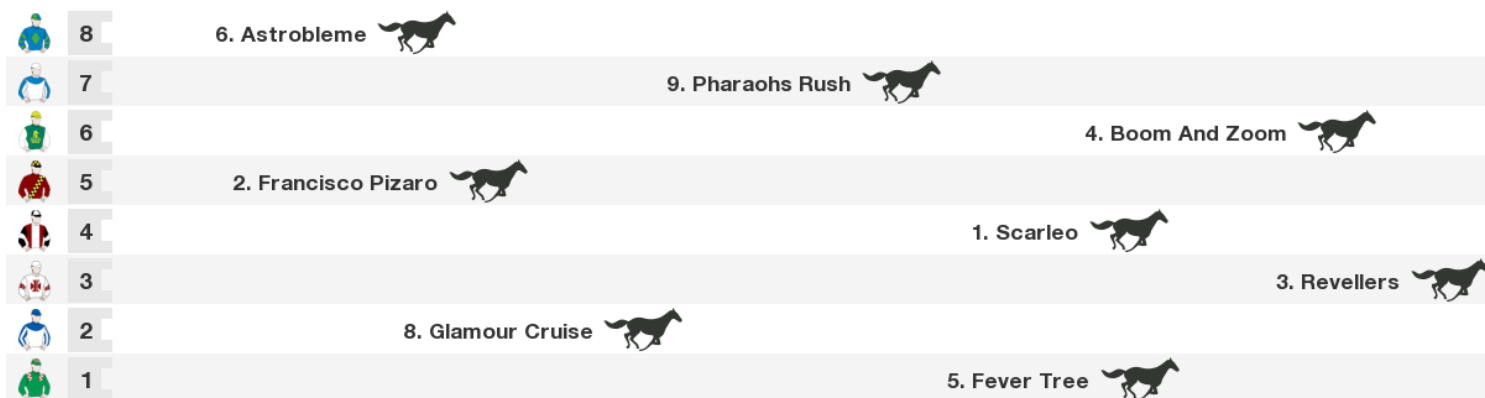 8 6. Astrobleme
7 9. Pharaohs Rush
6 4. Boom And Zoom
5 2. Francisco Pizaro
4 1. Scarleo
3 3. Revellers
2 8. Glamour Cruise
1 5. Fever Tree